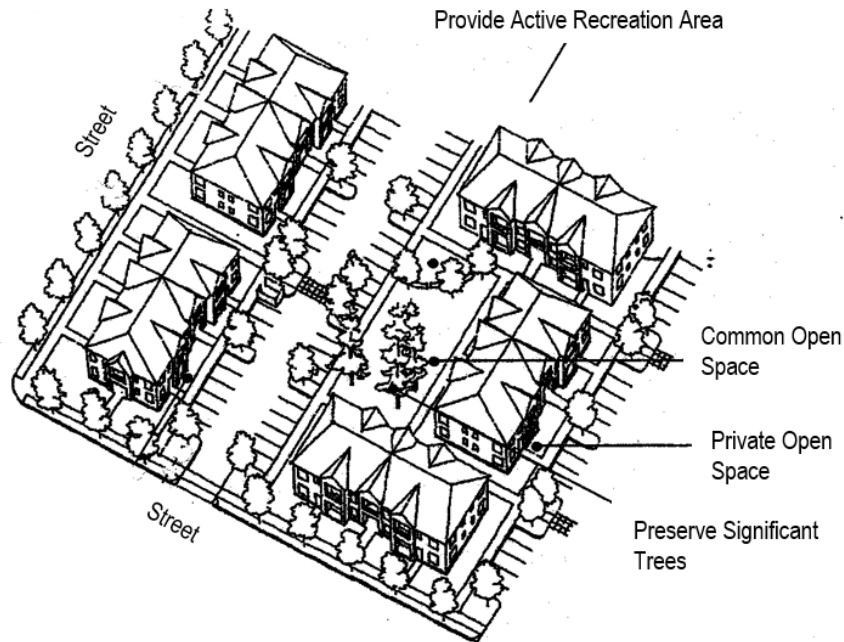 Provide Active Recreation Area
Street
Common Open
Space
Private Open
Space
Street
Preserve Significant
Trees